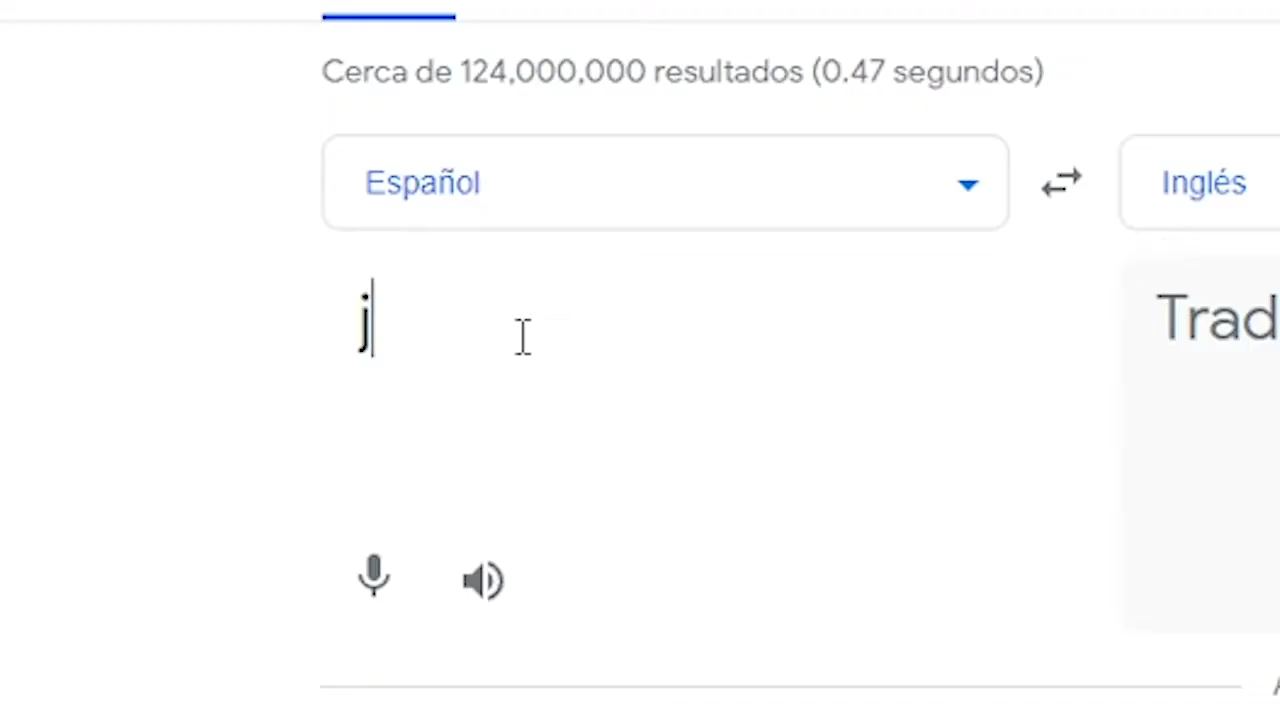 Cerca de 124,000,000 resultados (0.47 segundos)
Español
Inglés
j
Trad